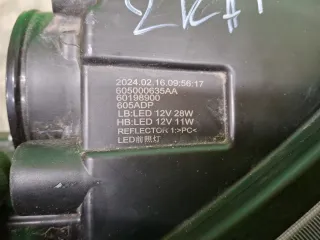 2024.02.16.09:56:17
605000635AA
60198900
605ADP
LB:LED 12V 28W
HB:LED 12V 11W
REFLECTOR 1:>PC<
LED前照灯